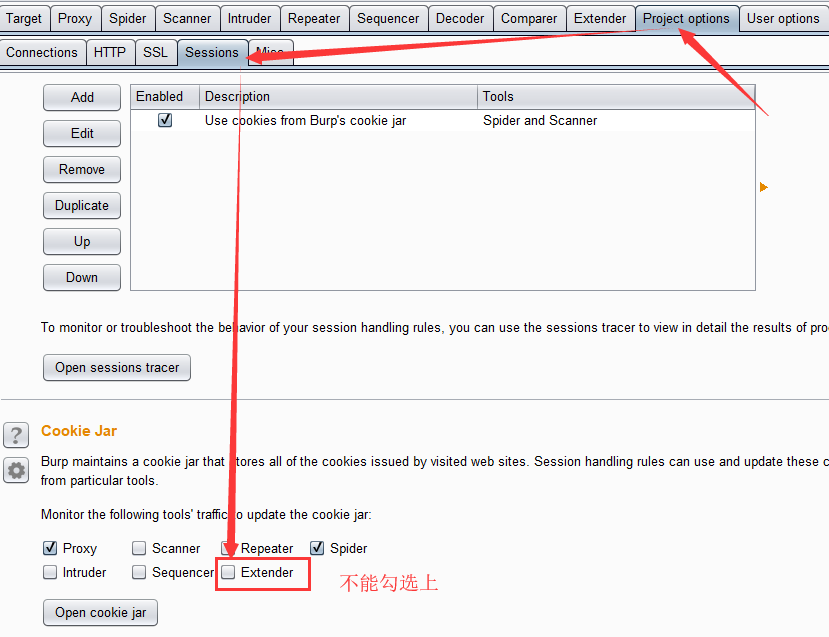 Target Proxy Spider Scanner Intruder Repeater Sequencer Decoder Comparer Extender Project options User options
Connections HTTP SSL Sessions Misc
Add
Edit
Remove
Duplicate
Up
Down
Enabled Description Tools
Use cookies from Burp's cookie jar Spider and Scanner
To monitor or troubleshoot the behavior of your session handling rules, you can use the sessions tracer to view in detail the results of pro
Open sessions tracer
?
Cookie Jar
Burp maintains a cookie jar that stores all of the cookies issued by visited web sites. Session handling rules can use and update these c
from particular tools.
Monitor the following tools' traffic to update the cookie jar:
Proxy Scanner Repeater Spider
Intruder Sequencer Extender
不能勾选上
Open cookie jar